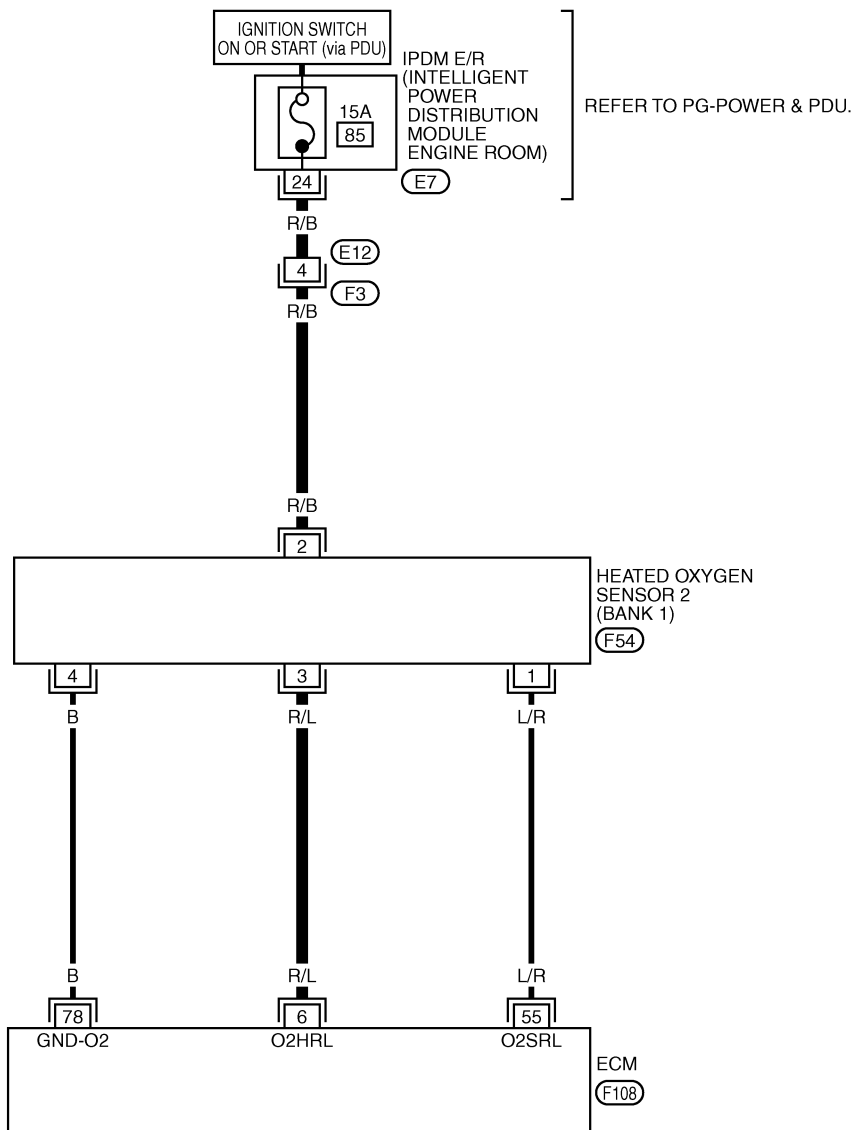 IGNITION SWITCH
ON OR START (via PDU)
IPDM E/R
(INTELLIGENT
POWER
DISTRIBUTION
MODULE
ENGINE ROOM)
REFER TO PG-POWER & PDU.
15A
85
24
E7
R/B
E12
4
F3
R/B
R/B
2
HEATED OXYGEN
SENSOR 2
(BANK 1)
F54
4 3 1
B R/L L/R
B R/L L/R
78 6 55
GND-O2 O2HRL O2SRL
ECM
F108